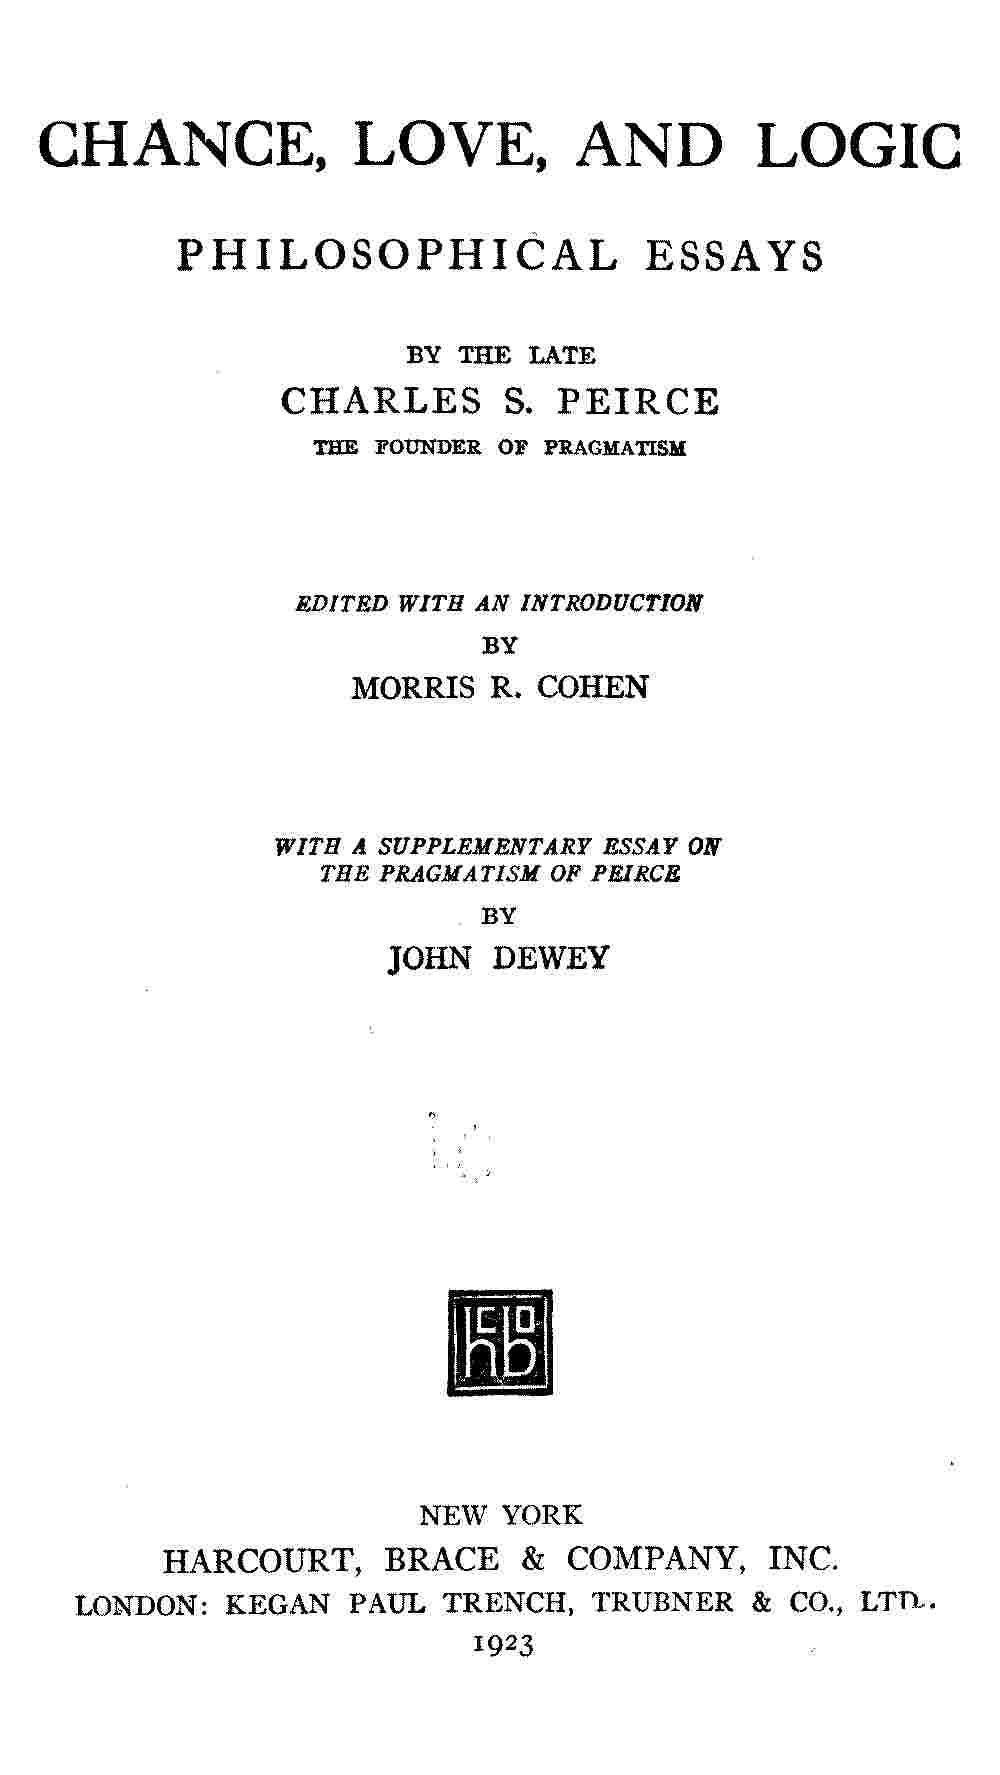 CHANCE, LOVE, AND LOGIC
PHILOSOPHICAL ESSAYS
BY THE LATE
CHARLES S. PEIRCE
THE FOUNDER OF PRAGMATISM
EDITED WITH AN INTRODUCTION
BY
MORRIS R. COHEN
WITH A SUPPLEMENTARY ESSAY ON
THE PRAGMATISM OF PEIRCE
BY
JOHN DEWEY
hcbo
NEW YORK
HARCOURT, BRACE & COMPANY, INC.
LONDON: KEGAN PAUL TRENCH, TRUBNER & CO., LTD.
1923